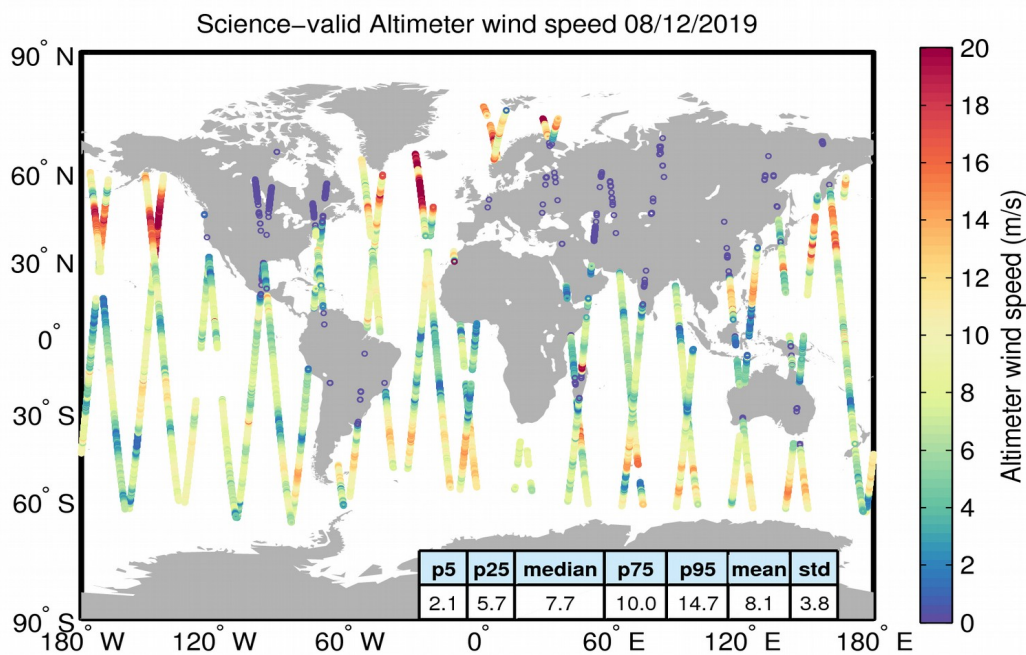 Science−valid Altimeter wind speed 08/12/2019
90° N
60° N
30° N
0°
30° S
60° S
90° S
180° W
120° W
60° W
0°
60° E
120° E
180° E
p5 p25 median p75 p95 mean std
2.1 5.7 7.7 10.0 14.7 8.1 3.8
20
18
16
14
12
10
8
6
4
2
0
Altimeter wind speed (m/s)